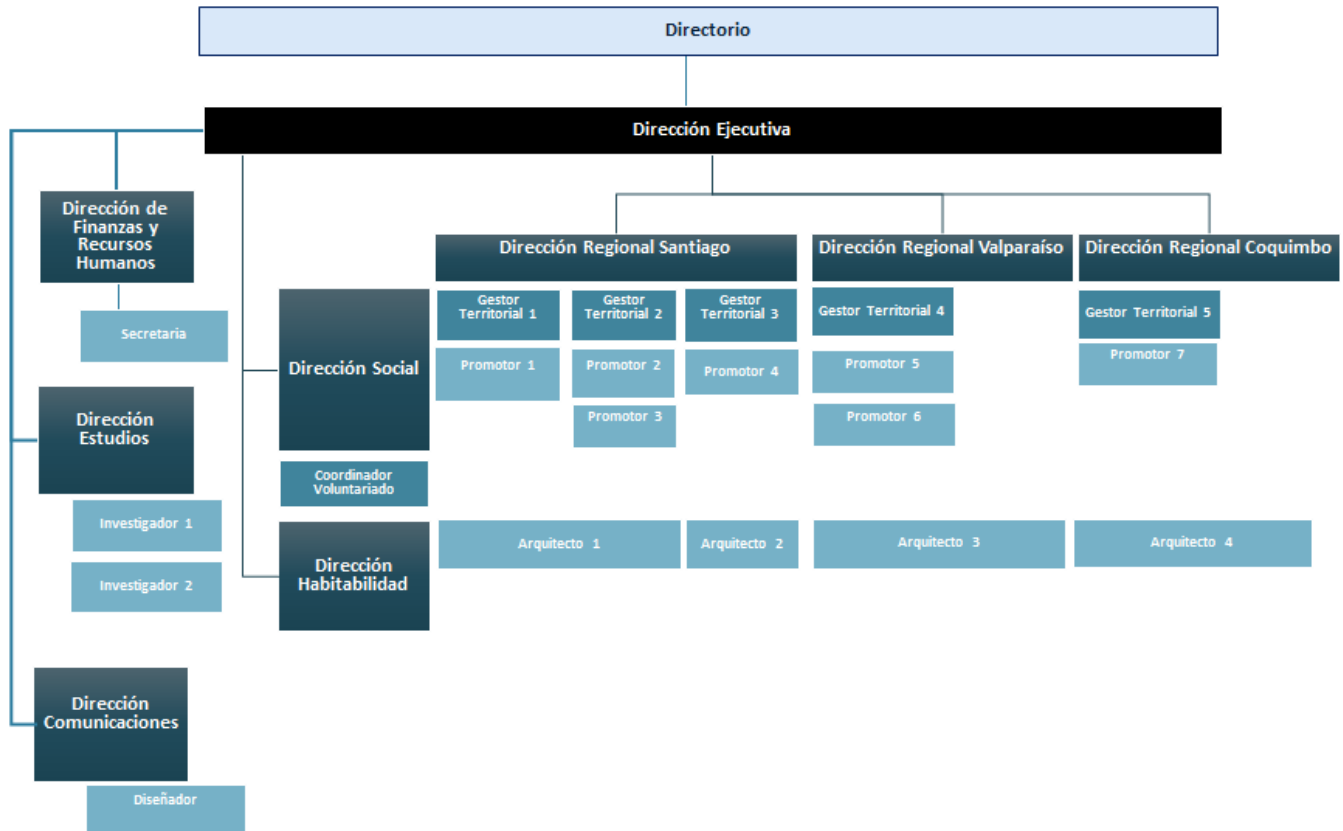 Directorio
Dirección Ejecutiva
Dirección de
Finanzas y
Recursos
Humanos
Secretaria
Dirección
Estudios
Investigador 1
Investigador 2
Dirección
Comunicaciones
Diseñador
Dirección Regional Santiago
Dirección Regional Valparaíso
Dirección Regional Coquimbo
Dirección Social
Gestor
Territorial 1
Gestor
Territorial 2
Gestor
Territorial 3
Gestor Territorial 4
Gestor Territorial 5
Promotor 1
Promotor 2
Promotor 4
Promotor 5
Promotor 7
Promotor 3
Promotor 6
Coordinador
Voluntariado
Dirección
Habitabilidad
Arquitecto 1
Arquitecto 2
Arquitecto 3
Arquitecto 4